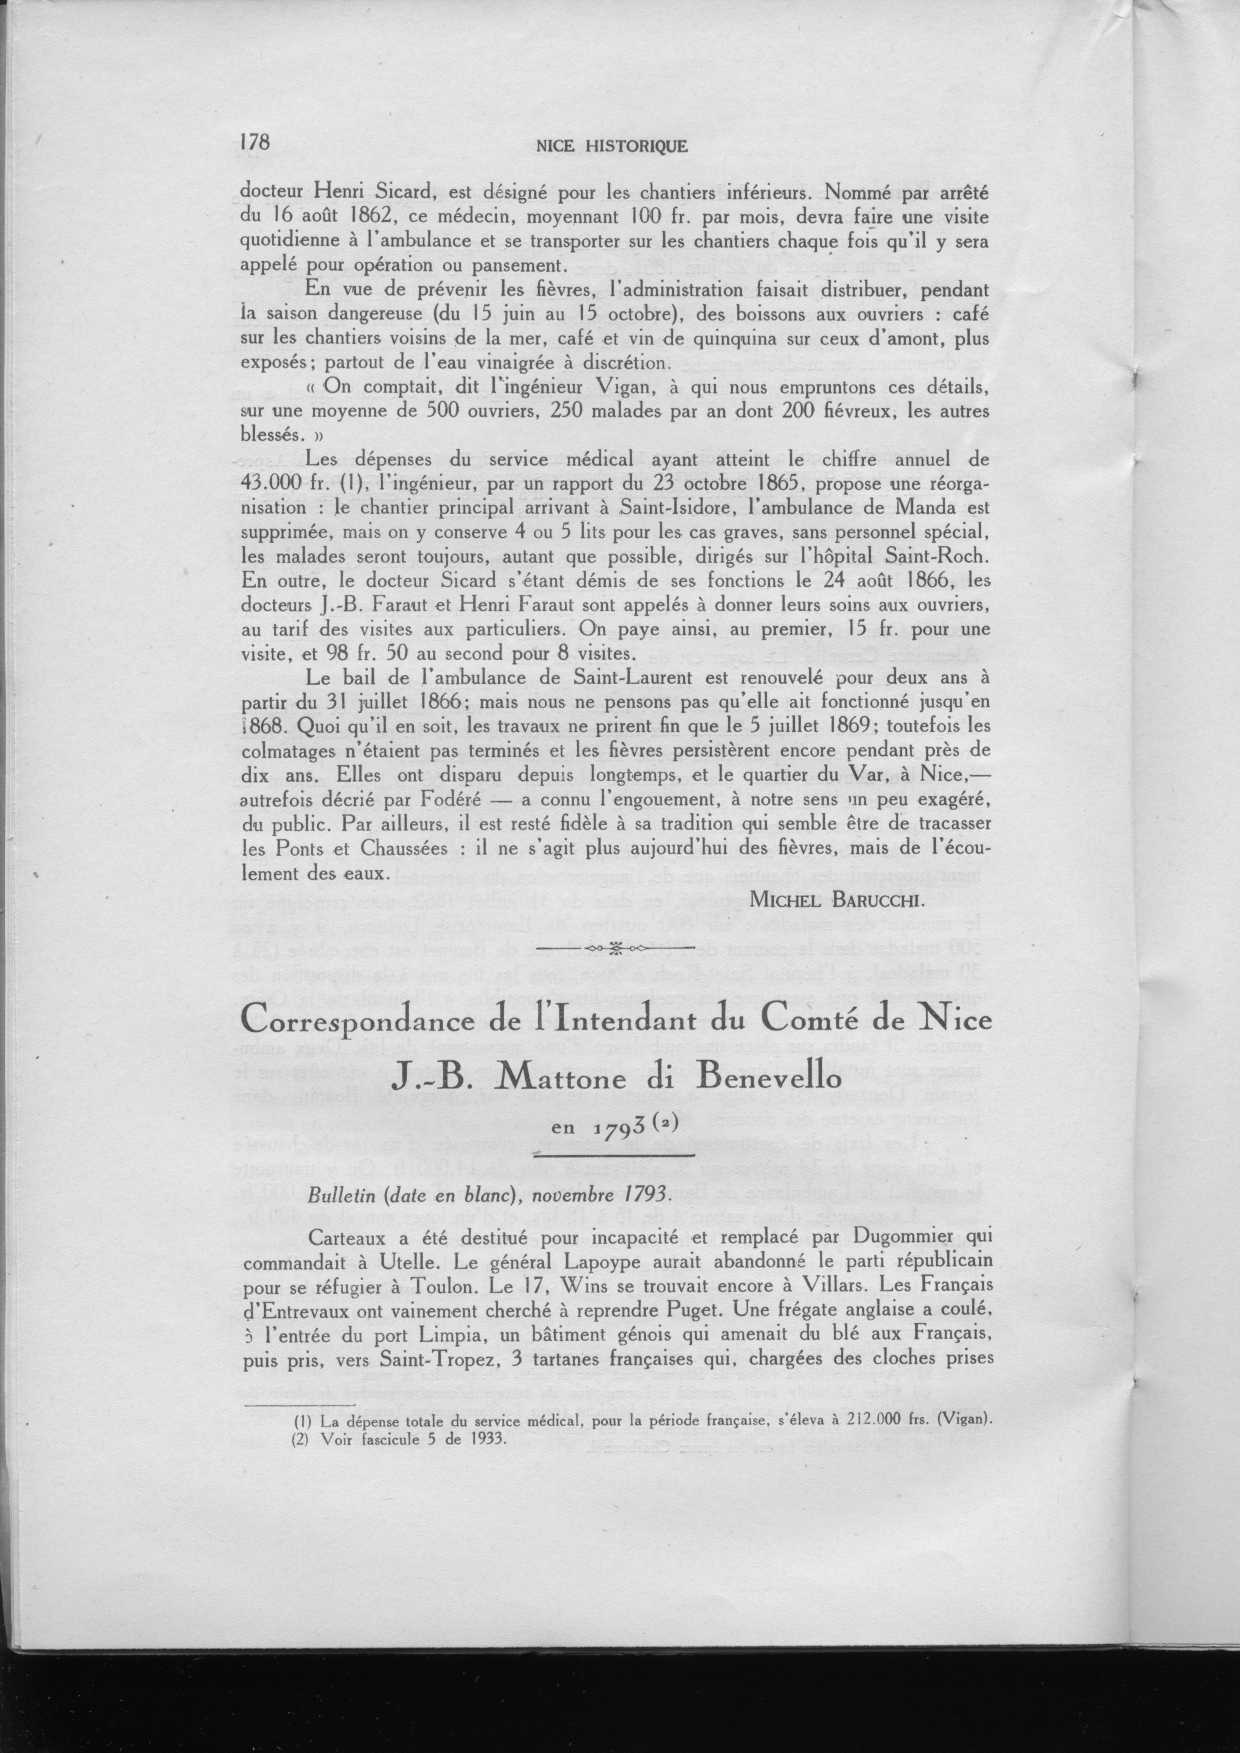 178
NICE HISTORIQUE
docteur Henri Sicard, est désigné pour les chantiers inférieurs. Nommé par arrêté
du 16 août 1862, ce médecin, moyennant 100 fr. par mois, devra faire une visite
quotidienne à l'ambulance et se transporter sur les chantiers chaque fois qu'il y sera
appelé pour opération ou pansement.
En vue de prévenir les fièvres, l'administration faisait distribuer, pendant
la saison dangereuse (du 15 juin au 15 octobre), des boissons aux ouvriers : café
sur les chantiers voisins de la mer, café et vin de quinquina sur ceux d'amont, plus
exposés; partout de l'eau vinaigrée à discrétion.
« On comptait, dit l'ingénieur Vigan, à qui nous empruntons ces détails,
sur une moyenne de 500 ouvriers, 250 malades par an dont 200 fiévreux, les autres
blessés. »
Les dépenses du service médical ayant atteint le chiffre annuel de
43.000 fr. (1), l'ingénieur, par un rapport du 23 octobre 1865, propose une réorga-
nisation : le chantier principal arrivant à Saint-Isidore, l'ambulance de Manda est
supprimée, mais on y conserve 4 ou 5 lits pour les cas graves, sans personnel spécial,
les malades seront toujours, autant que possible, dirigés sur l'hôpital Saint-Roch.
En outre, le docteur Sicard s'étant démis de ses fonctions le 24 août 1866, les
docteurs J.-B. Faraut et Henri Faraut sont appelés à donner leurs soins aux ouvriers,
au tarif des visites aux particuliers. On paye ainsi, au premier, 15 fr. pour une
visite, et 98 fr. 50 au second pour 8 visites.
Le bail de l'ambulance de Saint-Laurent est renouvelé pour deux ans à
partir du 31 juillet 1866; mais nous ne pensons pas qu'elle ait fonctionné jusqu'en
1868. Quoi qu'il en soit, les travaux ne prirent fin que le 5 juillet 1869; toutefois les
colmatages n'étaient pas terminés et les fièvres persistèrent encore pendant près de
dix ans. Elles ont disparu depuis longtemps, et le quartier du Var, à Nice,—
autrefois décrié par Fodéré — a connu l'engouement, à notre sens un peu exagéré,
du public. Par ailleurs, il est resté fidèle à sa tradition qui semble être de tracasser
les Ponts et Chaussées : il ne s'agit plus aujourd'hui des fièvres, mais de l'écou-
lement des eaux.
MICHEL BARUCCHI.
Correspondance de l'Intendant du Comté de Nice
J.-B. Mattone di Benevello
en 1793 (2)
Bulletin (date en blanc), novembre 1793.
Carteaux a été destitué pour incapacité et remplacé par Dugommier qui
commandait à Utelle. Le général Lapoype aurait abandonné le parti républicain
pour se réfugier à Toulon. Le 17, Wins se trouvait encore à Villars. Les Français
d'Entrevaux ont vainement cherché à reprendre Puget. Une frégate anglaise a coulé,
à l'entrée du port Limpia, un bâtiment génois qui amenait du blé aux Français,
puis pris, vers Saint-Tropez, 3 tartanes françaises qui, chargées des cloches prises
(1) La dépense totale du service médical, pour la période française, s'éleva à 212.000 frs. (Vigan).
(2) Voir fascicule 5 de 1933.